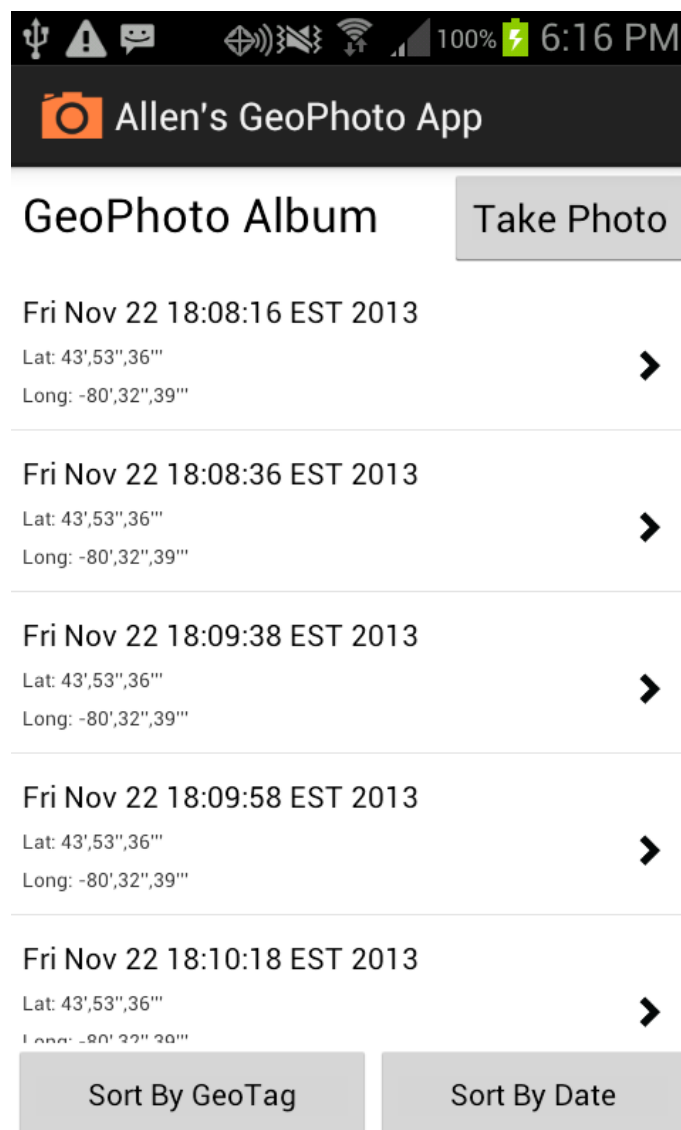 100% 6:16 PM
Allen's GeoPhoto App
GeoPhoto Album
Take Photo
Fri Nov 22 18:08:16 EST 2013
Lat: 43',53'',36'''
Long: -80',32'',39'''
Fri Nov 22 18:08:36 EST 2013
Lat: 43',53'',36'''
Long: -80',32'',39'''
Fri Nov 22 18:09:38 EST 2013
Lat: 43',53'',36'''
Long: -80',32'',39'''
Fri Nov 22 18:09:58 EST 2013
Lat: 43',53'',36'''
Long: -80',32'',39'''
Fri Nov 22 18:10:18 EST 2013
Lat: 43',53'',36'''
Long: -80',32'',39'''
Sort By GeoTag
Sort By Date